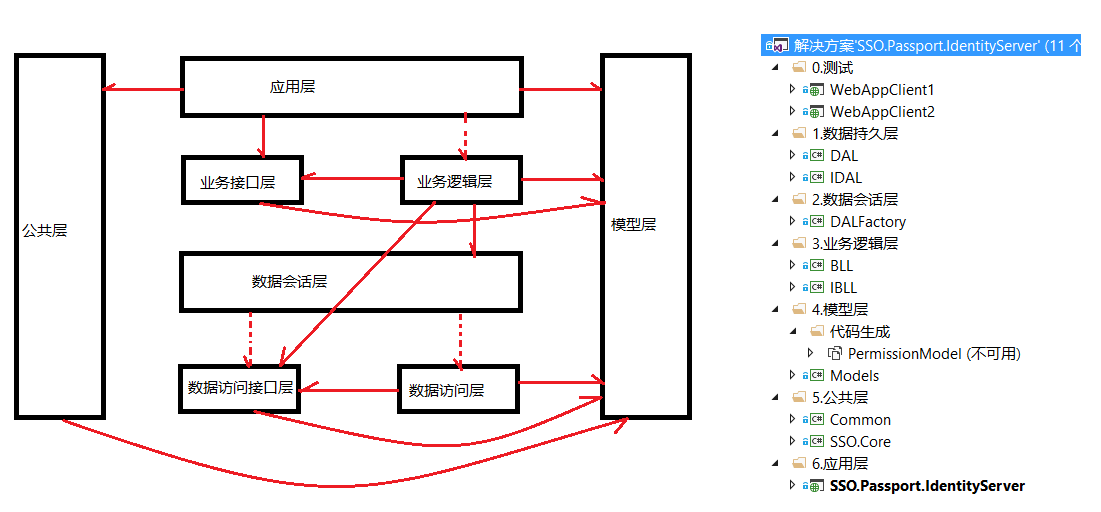 应用层
业务接口层
业务逻辑层
公共层
模型层
数据会话层
数据访问接口层
数据访问层
解决方案'SSO.Passport.IdentityServer' (11 个
0.测试
WebAppClient1
WebAppClient2
1.数据持久层
DAL
IDAL
2.数据会话层
DALFactory
3.业务逻辑层
BLL
IBLL
4.模型层
代码生成
PermissionModel (不可用)
Models
5.公共层
Common
SSO.Core
6.应用层
SSO.Passport.IdentityServer